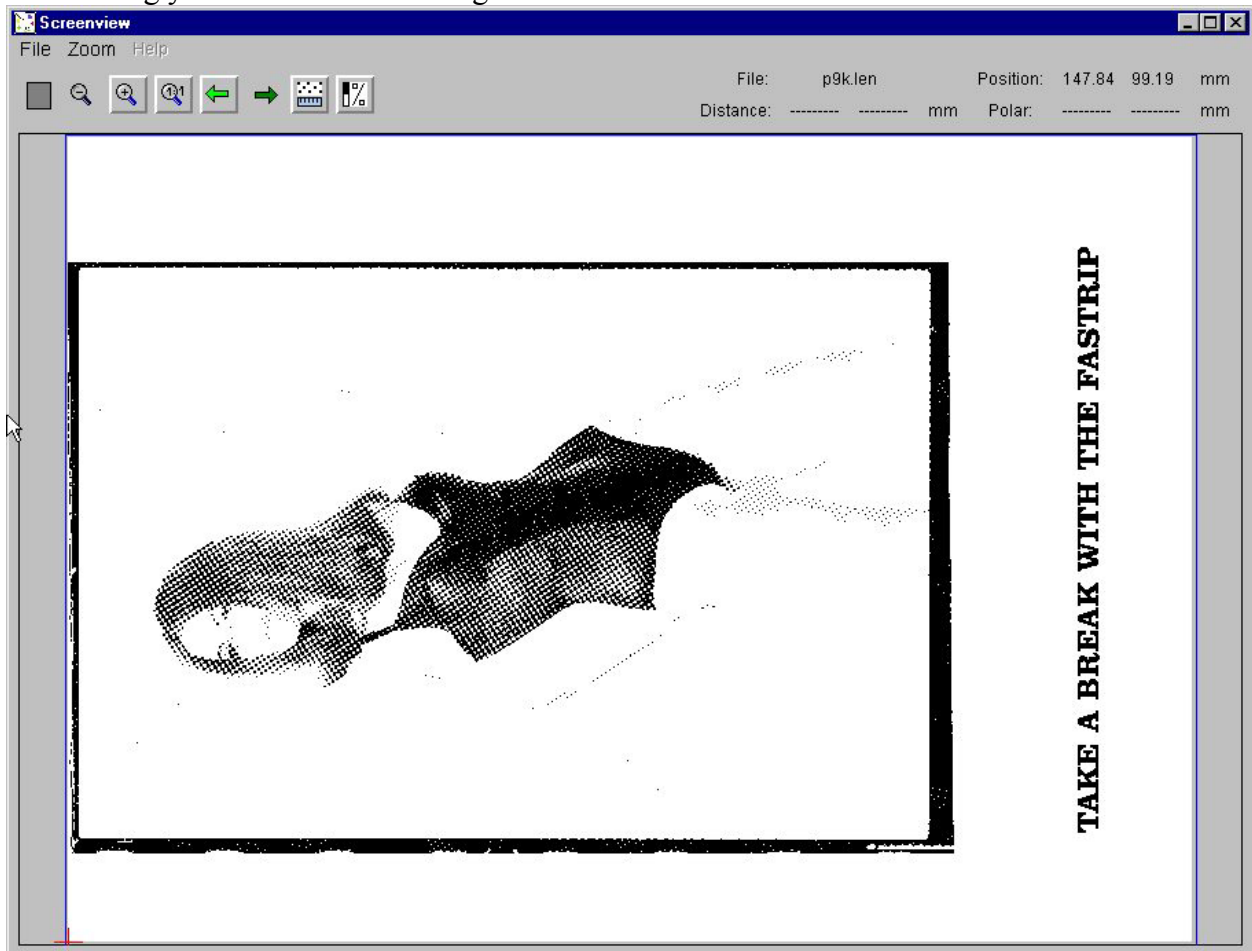 Screenview
File Zoom Help
File: p9k.len Position: 147.84 99.19 mm
Distance: --------- --------- mm Polar: --------- --------- mm
TAKE A BREAK WITH THE FASTRIP